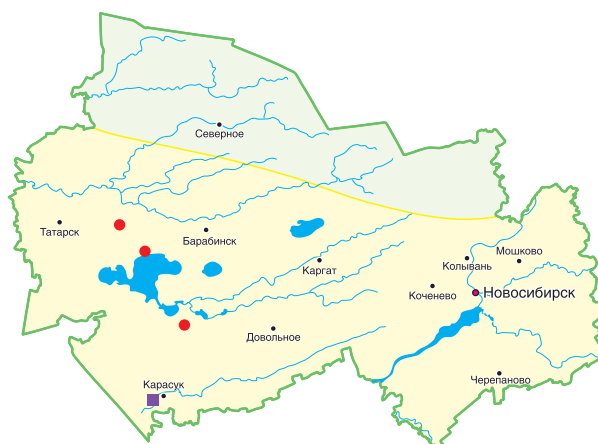 Северное
Татарск
Барабинск
Мошково
Колывань
Каргат
Коченево
Новосибирск
Довольное
Черепаново
Карасук